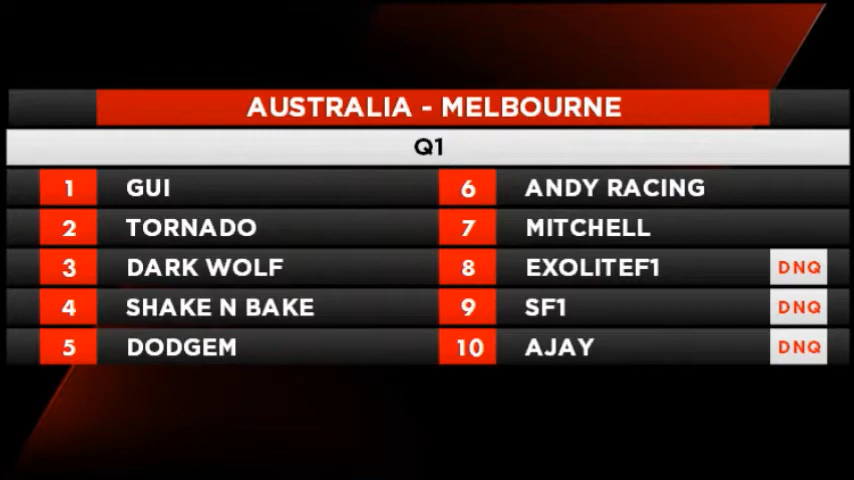 AUSTRALIA - MELBOURNE
Q1
1 GUI
2 TORNADO
3 DARK WOLF
4 SHAKE N BAKE
5 DODGEM
6 ANDY RACING
7 MITCHELL
8 EXOLITEF1 DNQ
9 SF1 DNQ
10 AJAY DNQ